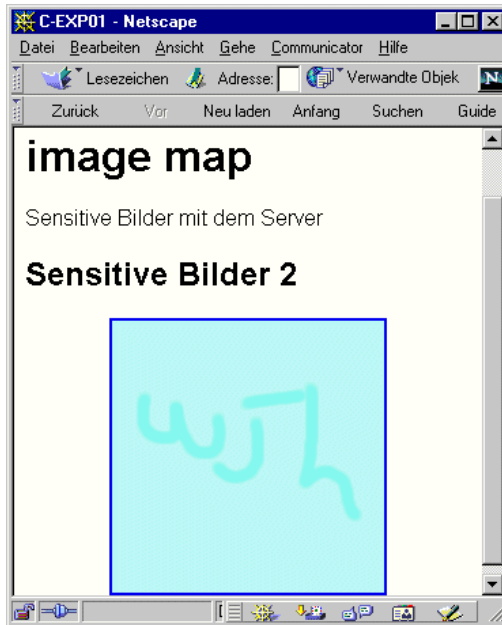 C-EXP01 - Netscape
Datei Bearbeiten Ansicht Gehe Communicator Hilfe
Lesezeichen Adresse: Verwandte Objek N
Zurück Vor Neu laden Anfang Suchen Guide
image map
Sensitive Bilder mit dem Server
Sensitive Bilder 2
wjh